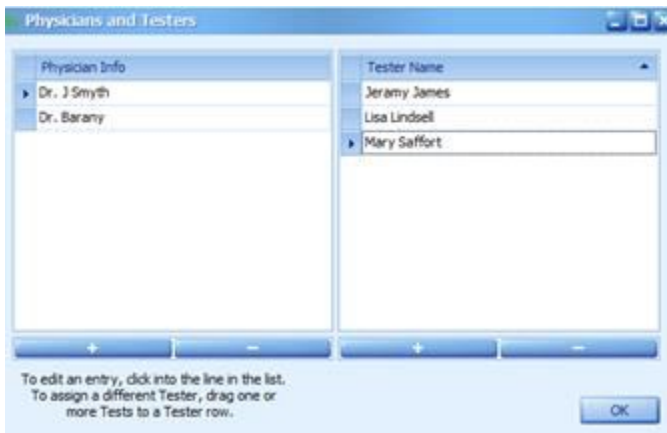 Physicians and Testers
Physician Info
Dr. J Smyth
Dr. Barany
Tester Name
Jeramy James
Lisa Lindsell
Mary Saffort
+ −
+ −
To edit an entry, click into the line in the list.
To assign a different Tester, drag one or
more Tests to a Tester row.
OK